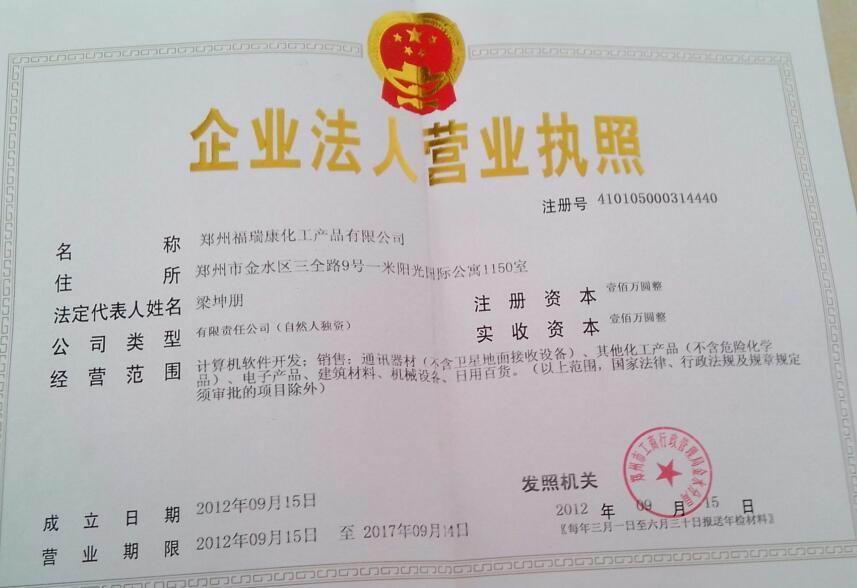 企业法人营业执照
注册号 410105000314440
名称 郑州福瑞康化工产品有限公司
住所 郑州市金水区三全路9号一米阳光国际公寓1150室
法定代表人姓名 梁坤朋
注册资本 壹佰万圆整
公司类型 有限责任公司（自然人独资）
实收资本 壹佰万圆整
经营范围 计算机软件开发；销售：通讯器材（不含卫星地面接收设备）、其他化工产品（不含危险化学
品）、电子产品、建筑材料、机械设备、日用百货。（以上范围，国家法律、行政法规及规章规定
须审批的项目除外）
郑州市工商行政管理局金水分局
发照机关
成立日期 2012年09月15日
2012 年 09 月 15 日
营业期限 2012年09月15日 至 2017年09月14日
《每年三月一日至六月三十日报送年检材料》